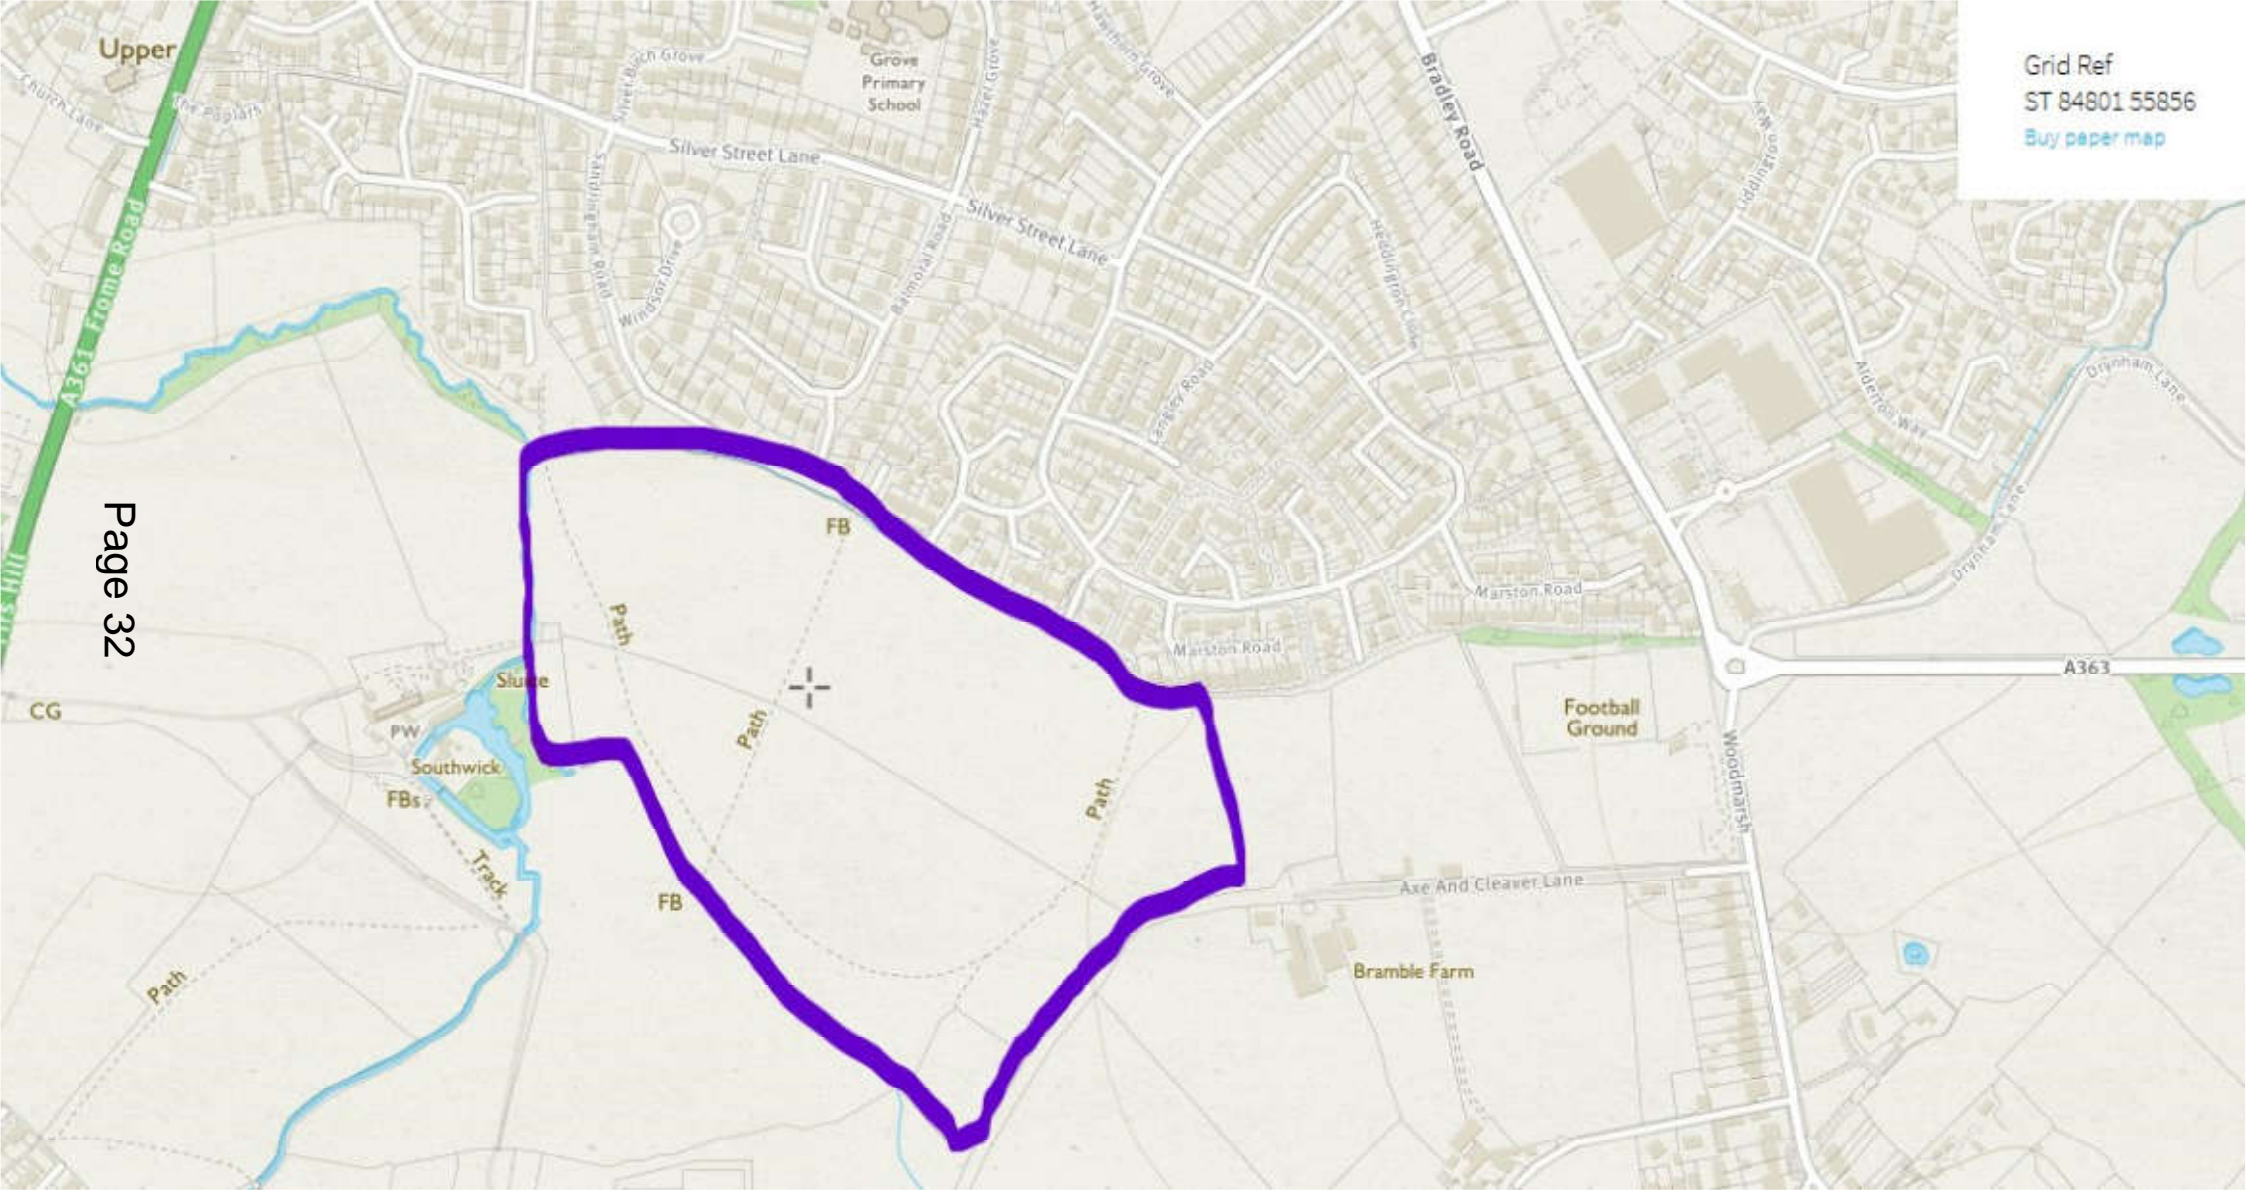 Upper
Church Lane
The Poplars
Silver Birch Grove
Grove
Primary
School
Hazel Grove
Hawthorn Grove
Bradley Road
Grid Ref
ST 84801 55856
Buy paper map
Silver Street Lane
Silver Street Lane
Sandringham Road
Windsor Drive
Balmoral Road
Heddington Close
Langley Road
A361 Frome Road
Alderton Way
Drynham Lane
Drynham Lane
Page 32
FB
Path
Path
Path
Marston Road
Marston Road
A363
Sluice
CG
PW
Southwick
FBs
Track
FB
Path
Football
Ground
Woodmarsh
Axe And Cleaver Lane
Bramble Farm